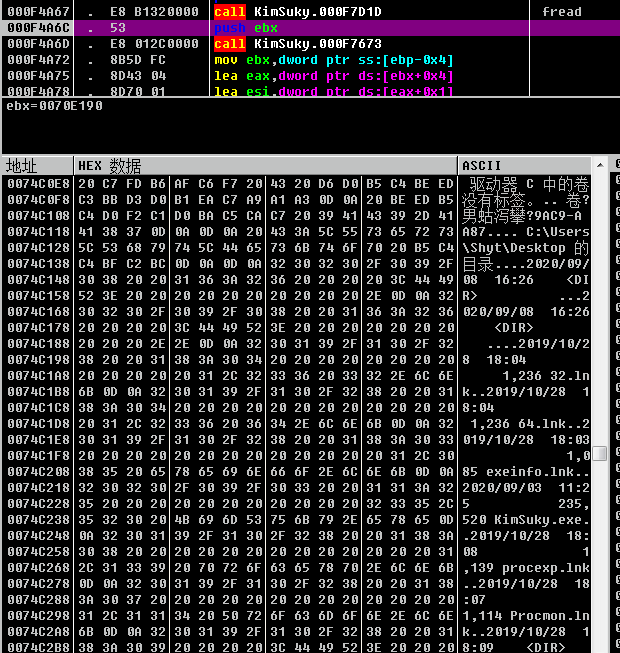 000F4A67 . E8 B1320000 call KimSuky.000F7D1D fread
000F4A6C . 53 push ebx
000F4A6D . E8 012C0000 call KimSuky.000F7673
000F4A72 . 8B5D FC mov ebx,dword ptr ss:[ebp-0x4]
000F4A75 . 8D43 04 lea eax,dword ptr ds:[ebx+0x4]
000F4A78 . 8D70 01 lea esi,dword ptr ds:[eax+0x1]
ebx=0070E190
地址 HEX 数据 ASCII
0074C0E8 20 C7 FD B6 AF C6 F7 20 43 20 D6 D0 B5 C4 BE ED 驱动器 C 中的卷
0074C0F8 C3 BB D3 D0 B1 EA C7 A9 A1 A3 0D 0A 20 BE ED B5 没有标签。.. 卷?
0074C108 C4 D0 F2 C1 D0 BA C5 CA C7 20 39 41 43 39 2D 41 男蛄泻攀?9AC9-A
0074C118 41 38 37 0D 0A 0D 0A 20 43 3A 5C 55 73 65 72 73 A87.... C:\Users
0074C128 5C 53 68 79 74 5C 44 65 73 6B 74 6F 70 20 B5 C4 \Shyt\Desktop 的
0074C138 C4 BF C2 BC 0D 0A 0D 0A 32 30 32 30 2F 30 39 2F 目录....2020/09/
0074C148 30 38 20 20 31 36 3A 32 36 20 20 20 20 3C 44 49 08  16:26    <DI
0074C158 52 3E 20 20 20 20 20 20 20 20 20 20 2E 0D 0A 32 R>          ...2
0074C168 30 32 30 2F 30 39 2F 30 38 20 20 31 36 3A 32 36 020/09/08  16:26
0074C178 20 20 20 20 3C 44 49 52 3E 20 20 20 20 20 20 20 <DIR>
0074C188 20 20 20 2E 2E 0D 0A 32 30 31 39 2F 31 30 2F 32 .....2019/10/2
0074C198 38 20 20 31 38 3A 30 34 20 20 20 20 20 20 20 20 8  18:04
0074C1A8 20 20 20 20 20 31 2C 32 33 36 20 33 32 2E 6C 6E 1,236 32.ln
0074C1B8 6B 0D 0A 32 30 31 39 2F 31 30 2F 32 38 20 20 31 k..2019/10/28  1
0074C1C8 38 3A 30 34 20 20 20 20 20 20 20 20 20 20 20 20 8:04
0074C1D8 20 31 2C 32 33 36 20 36 34 2E 6C 6E 6B 0D 0A 32 1,236 64.lnk..2
0074C1E8 30 31 39 2F 31 30 2F 32 38 20 20 31 38 3A 30 33 019/10/28  18:03
0074C1F8 20 20 20 20 20 20 20 20 20 20 20 20 20 31 2C 30 1,0
0074C208 38 35 20 65 78 65 69 6E 66 6F 2E 6C 6E 6B 0D 0A 85 exeinfo.lnk..
0074C218 32 30 32 30 2F 30 39 2F 30 33 20 20 31 31 3A 32 2020/09/03  11:2
0074C228 35 20 20 20 20 20 20 20 20 20 20 20 32 33 35 2C 5           235,
0074C238 35 32 30 20 4B 69 6D 53 75 6B 79 2E 65 78 65 0D 520 KimSuky.exe.
0074C248 0A 32 30 31 39 2F 31 30 2F 32 38 20 20 31 38 3A .2019/10/28  18:
0074C258 30 38 20 20 20 20 20 20 20 20 20 20 20 20 20 31 08             1
0074C268 2C 31 33 39 20 70 72 6F 63 65 78 70 2E 6C 6E 6B ,139 procexp.lnk
0074C278 0D 0A 32 30 31 39 2F 31 30 2F 32 38 20 20 31 38 ..2019/10/28  18
0074C288 3A 30 37 20 20 20 20 20 20 20 20 20 20 20 20 20 :07
0074C298 31 2C 31 31 34 20 50 72 6F 63 6D 6F 6E 2E 6C 6E 1,114 Procmon.ln
0074C2A8 6B 0D 0A 32 30 31 39 2F 31 30 2F 32 38 20 20 31 k..2019/10/28  1
0074C2B8 38 3A 30 39 20 20 20 20 3C 44 49 52 3E 20 20 20 8:09    <DIR>